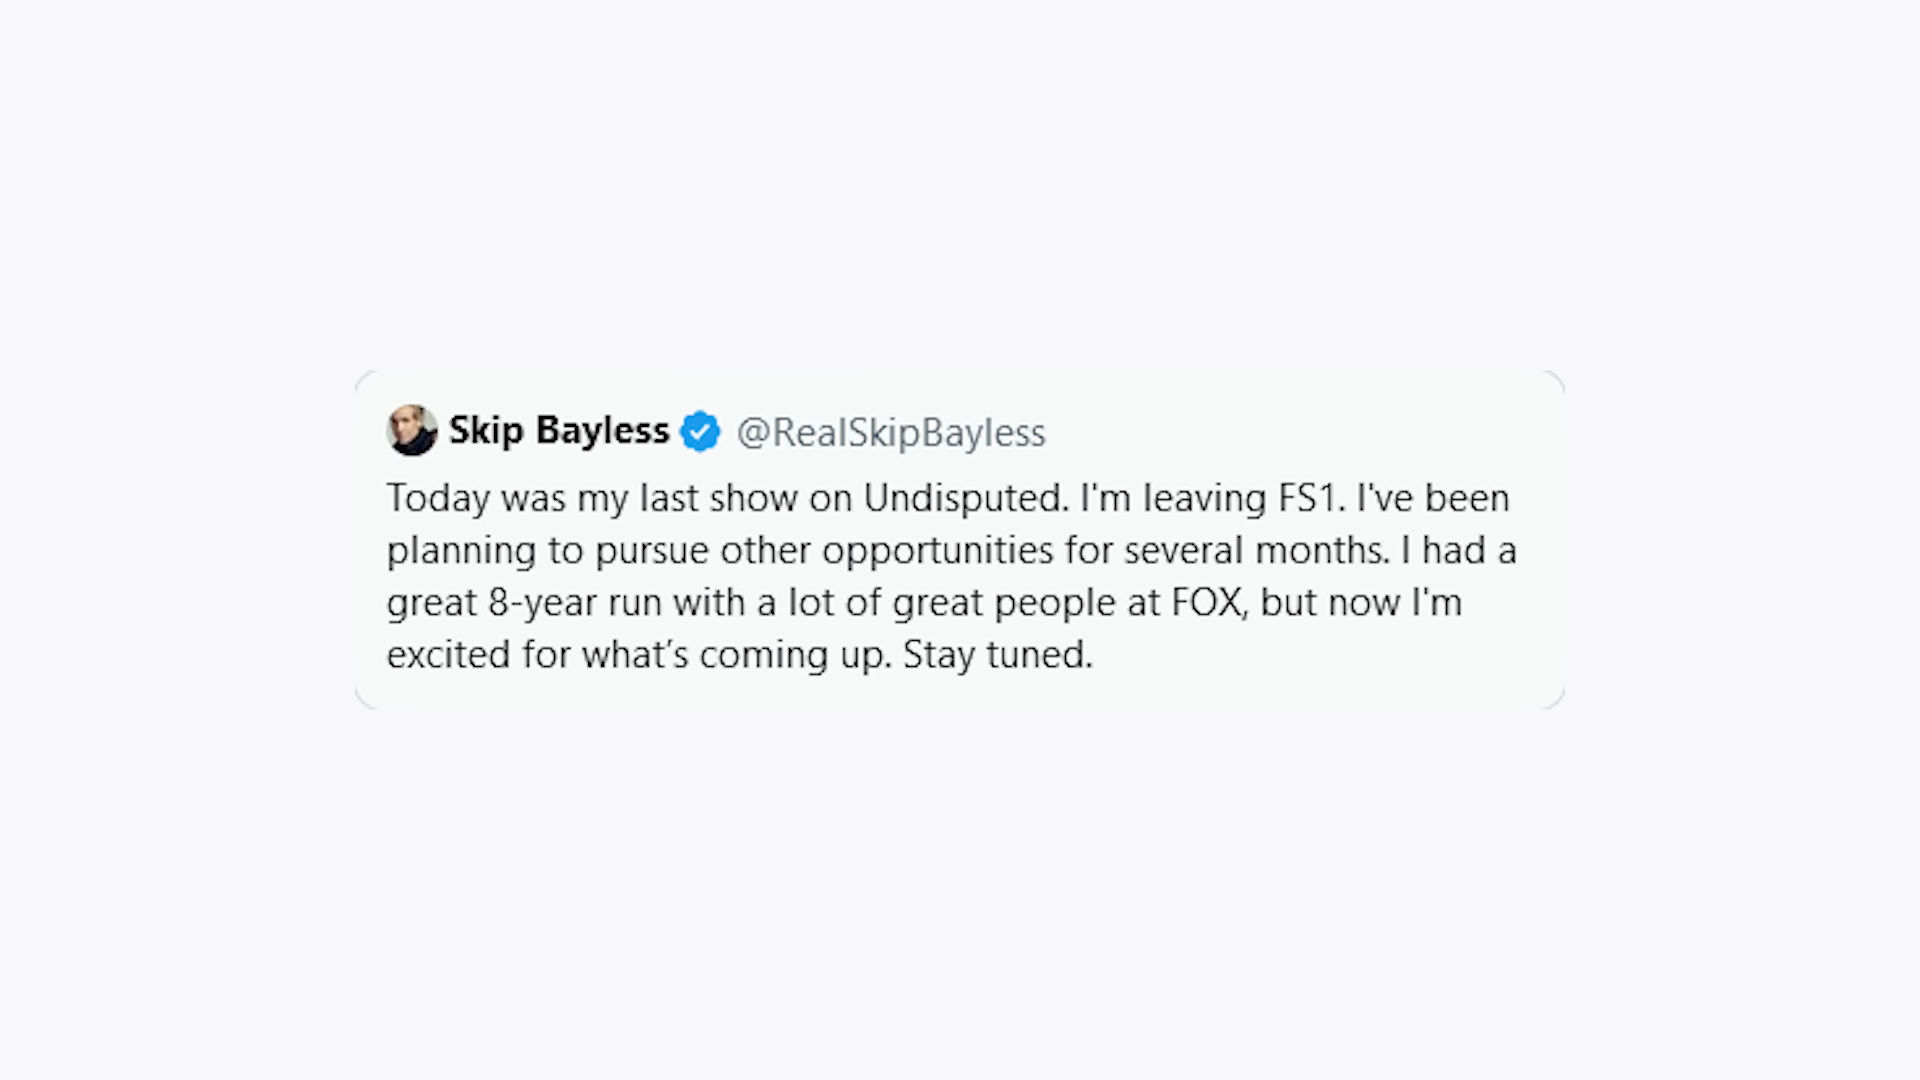 Skip Bayless @RealSkipBayless
Today was my last show on Undisputed. I'm leaving FS1. I've been
planning to pursue other opportunities for several months. I had a
great 8-year run with a lot of great people at FOX, but now I'm
excited for what’s coming up. Stay tuned.